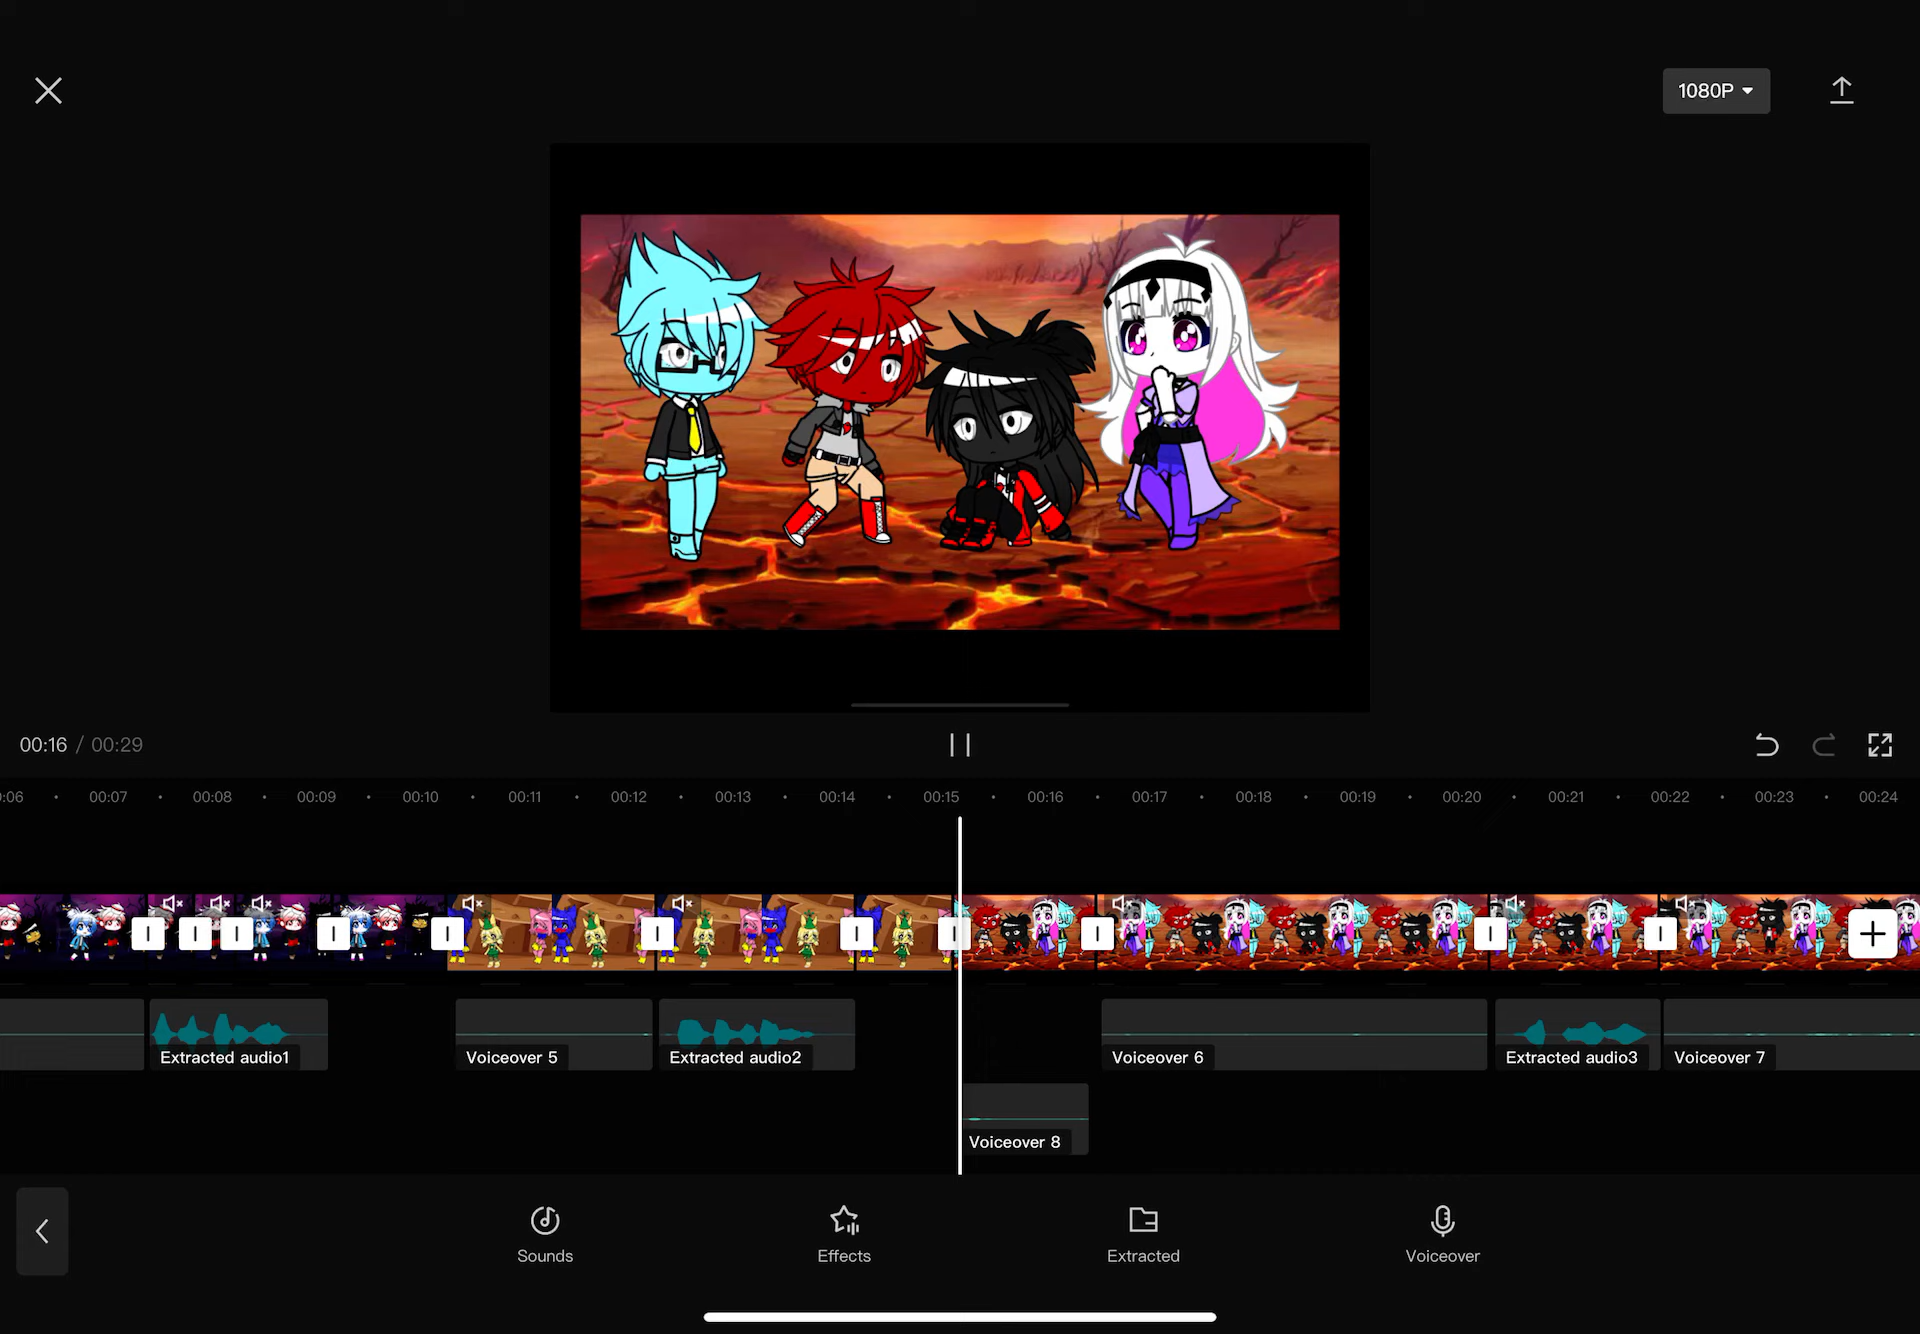 1080P
00:16 / 00:29
:06 00:07 00:08 00:09 00:10 00:11 00:12 00:13 00:14 00:15 00:16 00:17 00:18 00:19 00:20 00:21 00:22 00:23 00:24
Extracted audio1 Voiceover 5 Extracted audio2 Voiceover 6 Extracted audio3 Voiceover 7
Voiceover 8
Sounds Effects Extracted Voiceover